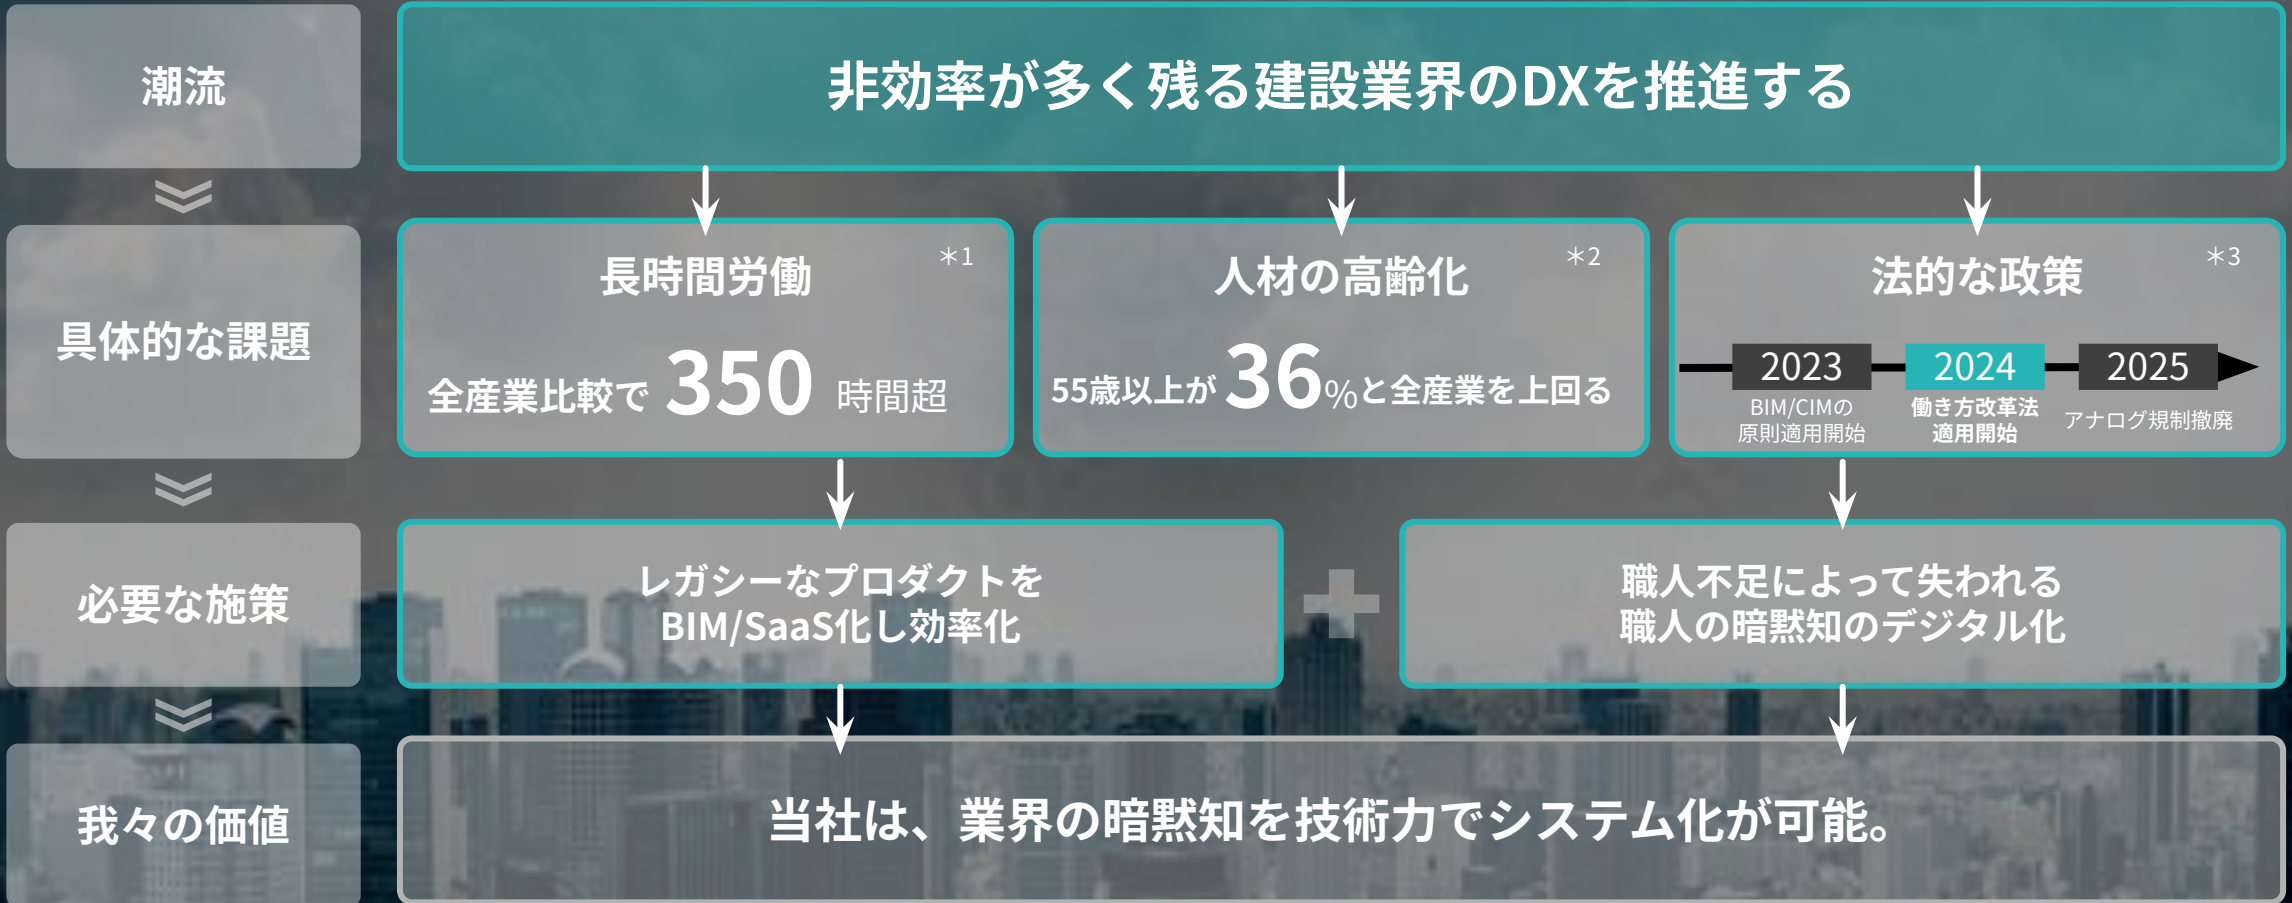 潮流
非効率が多く残る建設業界のDXを推進する
具体的な課題
長時間労働
＊1
全産業比較で 350 時間超
人材の高齢化
＊2
55歳以上が 36%と全産業を上回る
法的な政策
＊3
2023
BIM/CIMの
原則適用開始
2024
働き方改革法
適用開始
2025
アナログ規制撤廃
必要な施策
レガシーなプロダクトを
BIM/SaaS化し効率化
職人不足によって失われる
職人の暗黙知のデジタル化
我々の価値
当社は、業界の暗黙知を技術力でシステム化が可能。